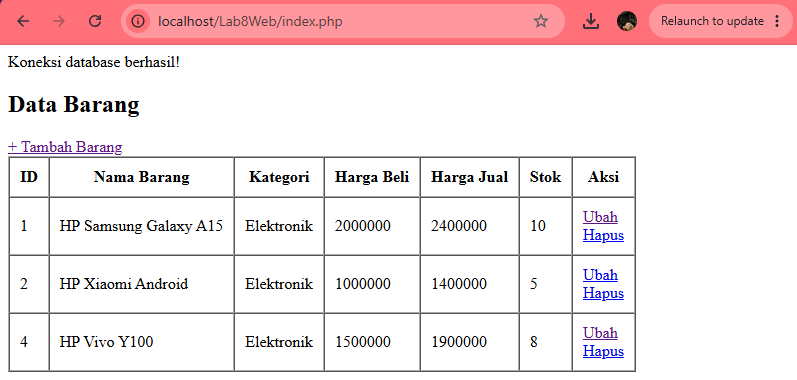 localhost/Lab8Web/index.php
Relaunch to update
Koneksi database berhasil!
Data Barang
+ Tambah Barang
ID Nama Barang Kategori Harga Beli Harga Jual Stok Aksi
1 HP Samsung Galaxy A15 Elektronik 2000000 2400000 10 Ubah
Hapus
2 HP Xiaomi Android Elektronik 1000000 1400000 5 Ubah
Hapus
4 HP Vivo Y100 Elektronik 1500000 1900000 8 Ubah
Hapus